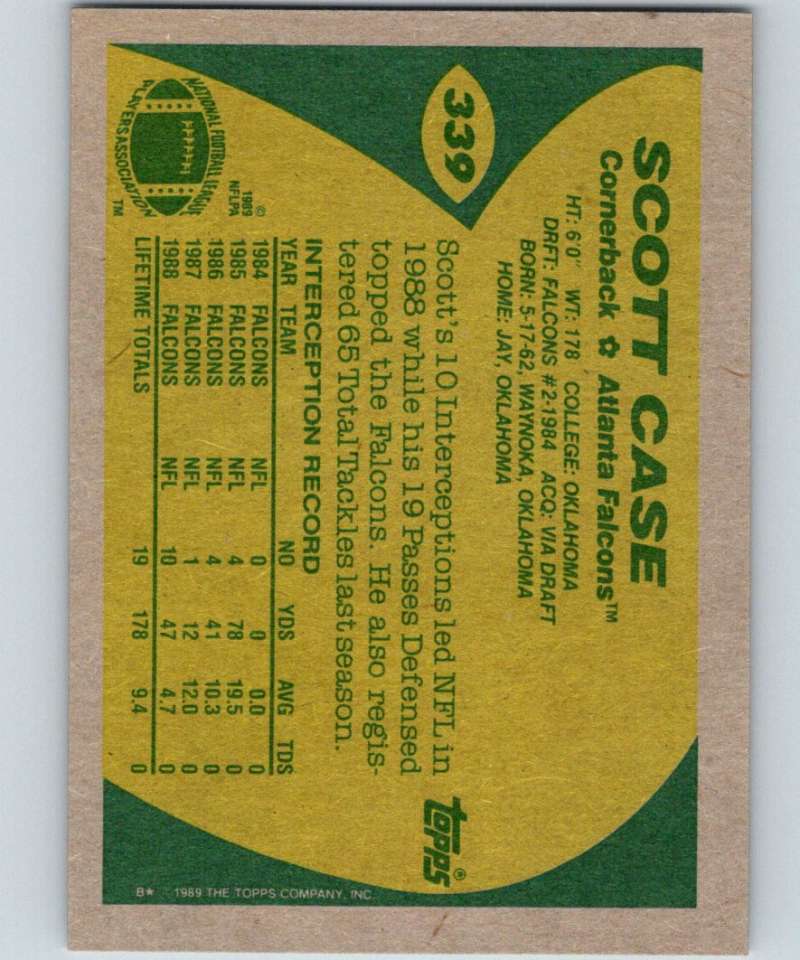 339
SCOTT CASE
Cornerback ✿ Atlanta Falcons™
HT: 6'0" WT: 178 COLLEGE: OKLAHOMA
DRFT: FALCONS #2-1984 ACQ: VIA DRAFT
BORN: 5-17-62, WAYNOKA, OKLAHOMA
HOME: JAY, OKLAHOMA
Scott's 10 Interceptions led NFL in
1988 while his 19 Passes Defensed
topped the Falcons. He also regis-
tered 65 Total Tackles last season.
INTERCEPTION RECORD
YEAR TEAM NO YDS AVG TDS
1984 FALCONS NFL 0 0 0.0 0
1985 FALCONS NFL 4 78 19.5 0
1986 FALCONS NFL 4 41 10.3 0
1987 FALCONS NFL 1 12 12.0 0
1988 FALCONS NFL 10 47 4.7 0
LIFETIME TOTALS 19 178 9.4 0
©
1989
NFLPA
NATIONAL FOOTBALL LEAGUE
PLAYERS ASSOCIATION
TM
topps®
B★ © 1989 THE TOPPS COMPANY, INC.